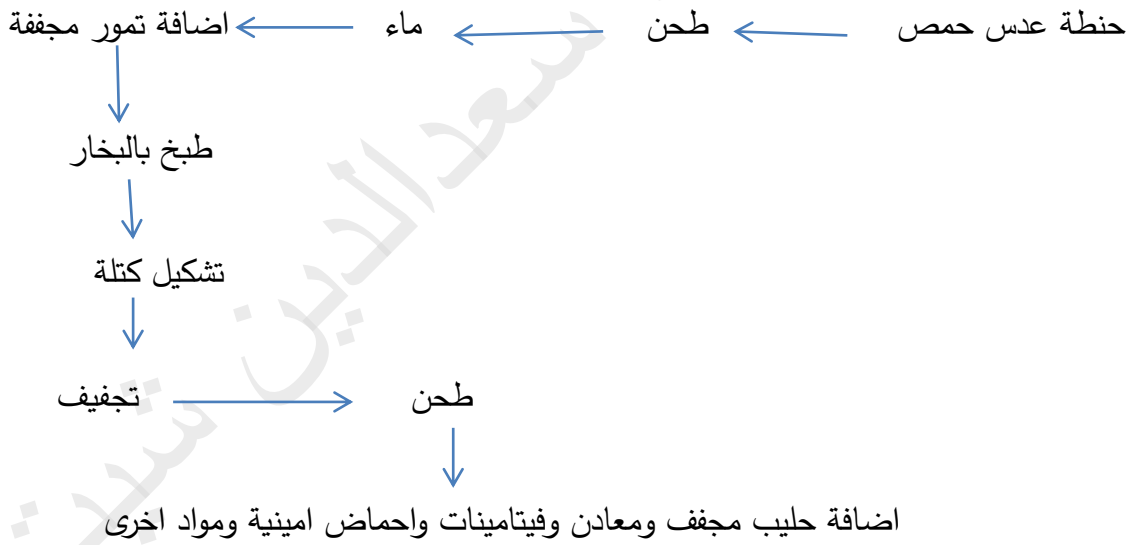 حنطة عدس حمص طحن ماء اضافة تمور مجففة
طبخ بالبخار
تشكيل كتلة
تجفيف طحن
اضافة حليب مجفف ومعادن وفيتامينات واحماض امينية ومواد اخرى
سعدالدين